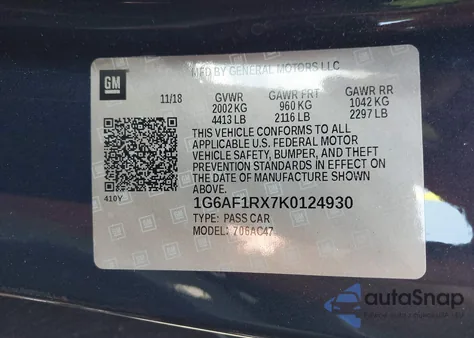 MFD BY GENERAL MOTORS LLC
GM
11/18 GVWR GAWR FRT GAWR RR
2002 KG 960 KG 1042 KG
4413 LB 2116 LB 2297 LB
THIS VEHICLE CONFORMS TO ALL
APPLICABLE U.S. FEDERAL MOTOR
VEHICLE SAFETY, BUMPER, AND THEFT
PREVENTION STANDARDS IN EFFECT ON
THE DATE OF MANUFACTURE SHOWN
ABOVE.
410Y
1G6AF1RX7K0124930
TYPE: PASS CAR
MODEL: 706AC47
autoSnap